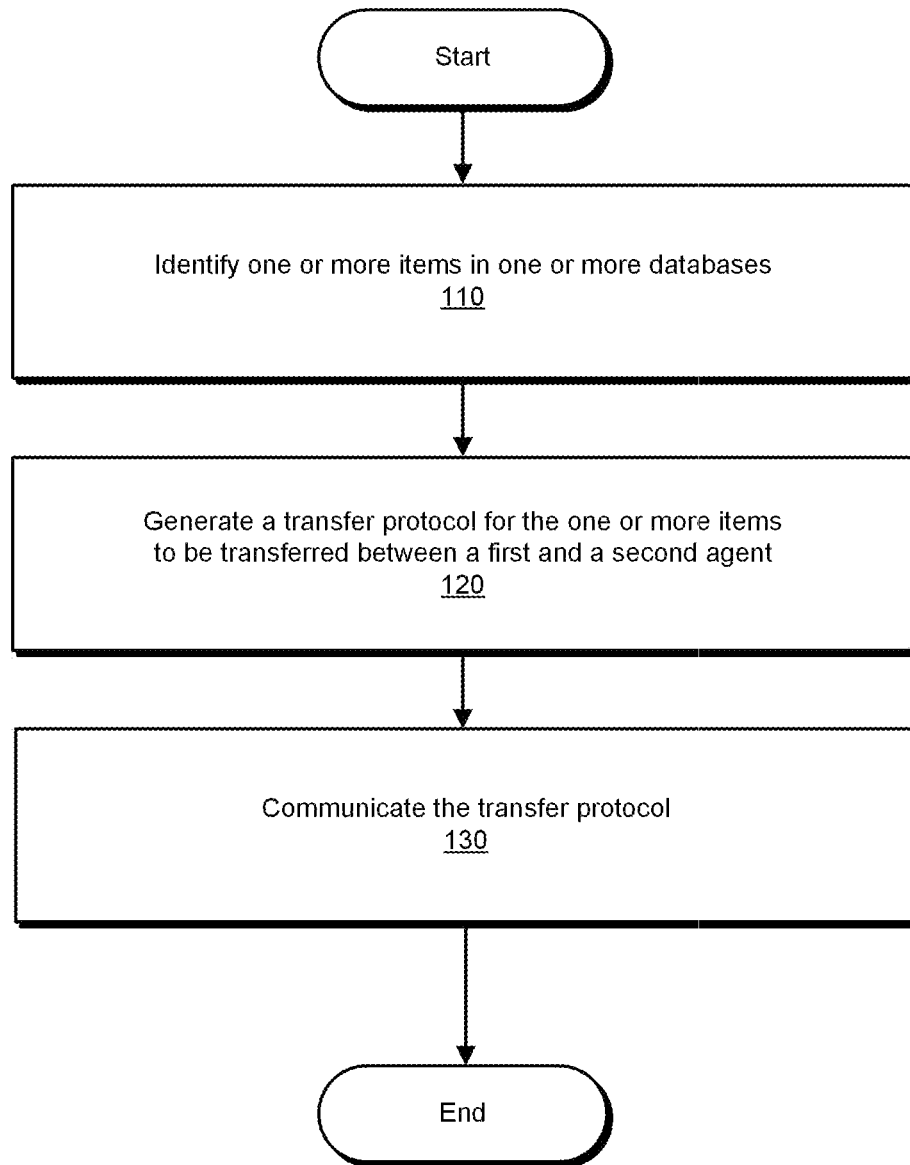 Start
Identify one or more items in one or more databases
110
Generate a transfer protocol for the one or more items
to be transferred between a first and a second agent
120
Communicate the transfer protocol
130
End